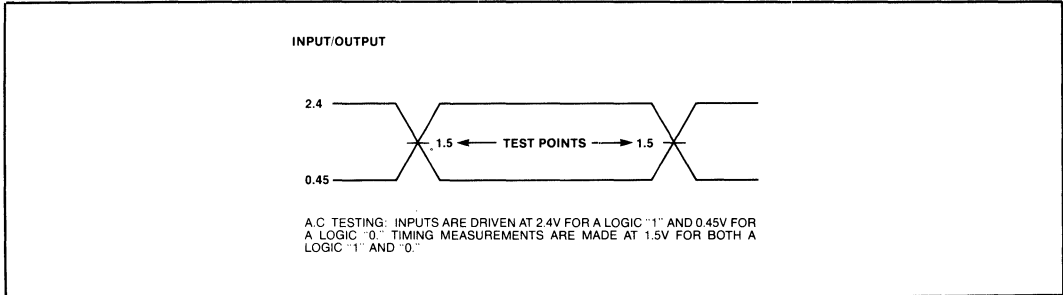 INPUT/OUTPUT
2.4
1.5 TEST POINTS 1.5
0.45
A.C TESTING: INPUTS ARE DRIVEN AT 2.4V FOR A LOGIC "1" AND 0.45V FOR
A LOGIC "0." TIMING MEASUREMENTS ARE MADE AT 1.5V FOR BOTH A
LOGIC "1" AND "0."